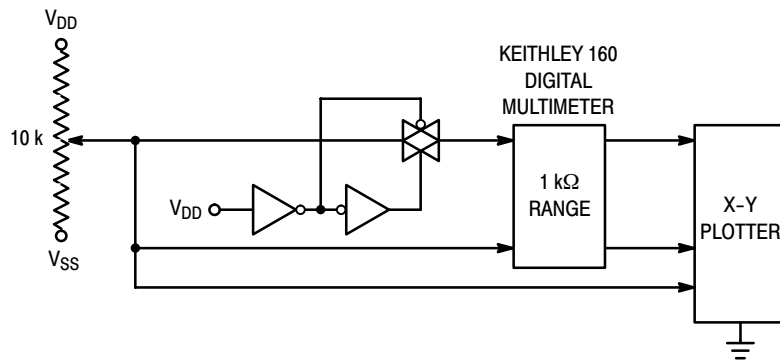 V_DD
KEITHLEY 160
DIGITAL
MULTIMETER
10 k
1 kΩ
RANGE
V_DD
X-Y
PLOTTER
V_SS